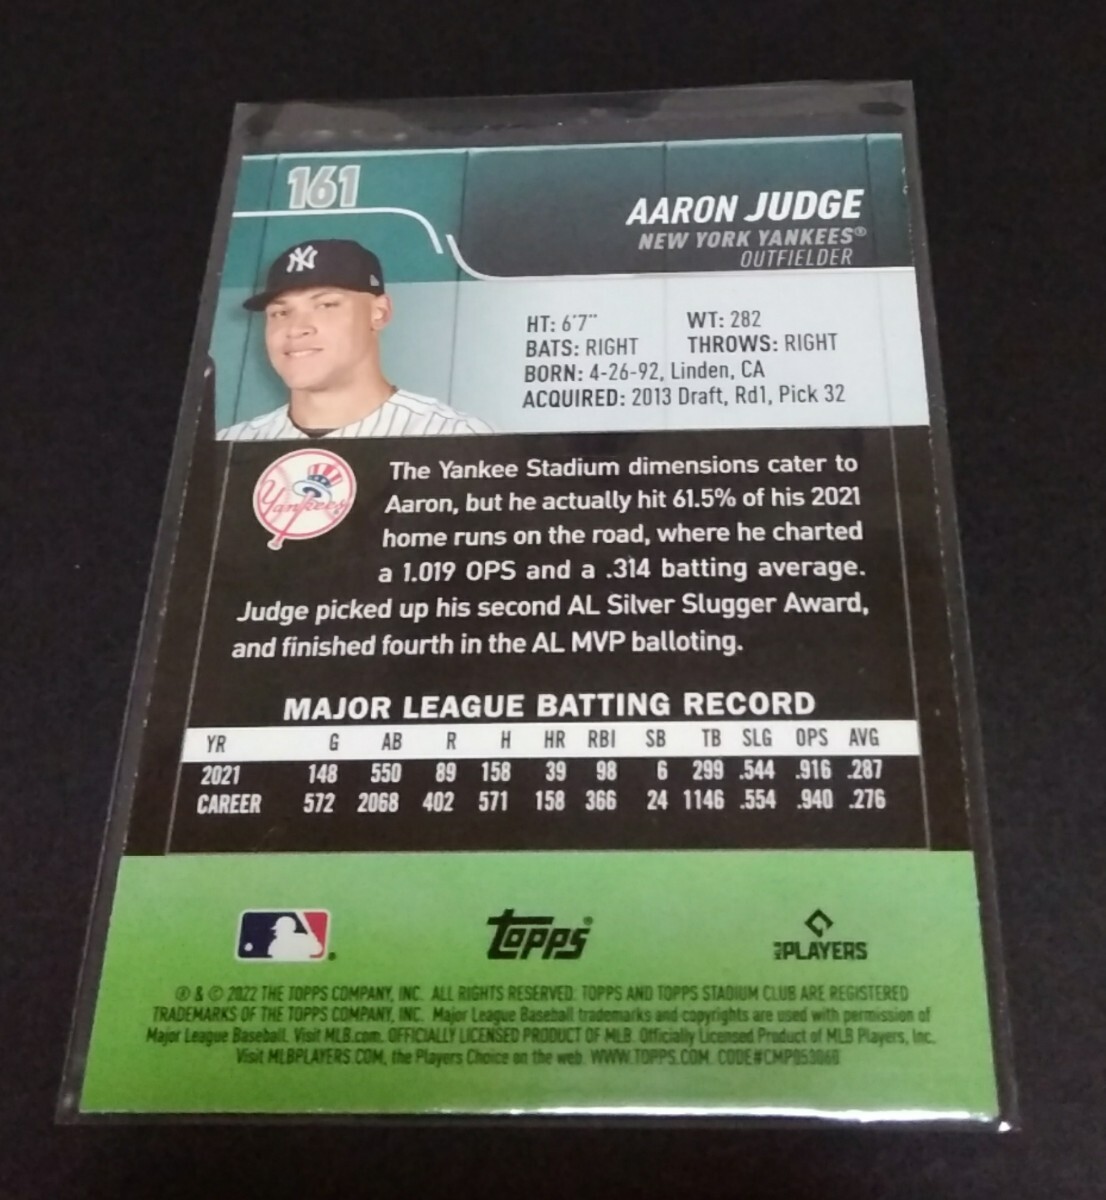 161
AARON JUDGE
NEW YORK YANKEES®
OUTFIELDER
NY
HT: 6'7" WT: 282
BATS: RIGHT THROWS: RIGHT
BORN: 4-26-92, Linden, CA
ACQUIRED: 2013 Draft, Rd1, Pick 32
Yankees
The Yankee Stadium dimensions cater to
Aaron, but he actually hit 61.5% of his 2021
home runs on the road, where he charted
a 1.019 OPS and a .314 batting average.
Judge picked up his second AL Silver Slugger Award,
and finished fourth in the AL MVP balloting.
MAJOR LEAGUE BATTING RECORD
YR G AB R H HR RBI SB TB SLG OPS AVG
2021 148 550 89 158 39 98 6 299 .544 .916 .287
CAREER 572 2068 402 571 158 366 24 1146 .554 .940 .276
topps®
MLB PLAYERS
® & © 2022 THE TOPPS COMPANY, INC. ALL RIGHTS RESERVED. TOPPS AND TOPPS STADIUM CLUB ARE REGISTERED
TRADEMARKS OF THE TOPPS COMPANY, INC. Major League Baseball trademarks and copyrights are used with permission of
Major League Baseball. Visit MLB.com. OFFICIALLY LICENSED PRODUCT OF MLB. Officially Licensed Product of MLB Players, Inc.
Visit MLBPLAYERS.COM, the Players Choice on the web. WWW.TOPPS.COM. CODE#CMP053060